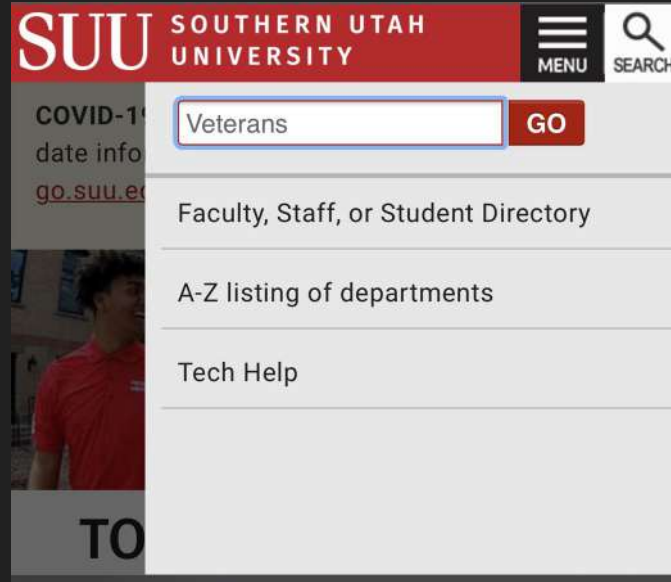 SUU SOUTHERN UTAH
UNIVERSITY
MENU
SEARCH
COVID-1
date info
go.suu.ed
Veterans
GO
Faculty, Staff, or Student Directory
A-Z listing of departments
Tech Help
TO